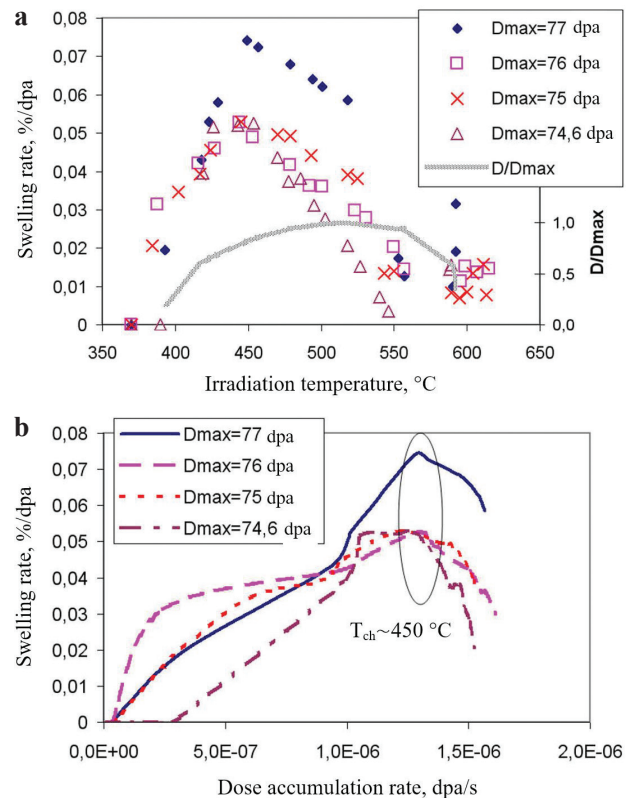 a
0,08
0,07
0,06
0,05
0,04
0,03
0,02
0,01
0
Swelling rate, %/dpa
Dmax=77 dpa
Dmax=76 dpa
Dmax=75 dpa
Dmax=74,6 dpa
D/Dmax
1,0
0,5
0,0
D/Dmax
350 400 450 500 550 600 650
Irradiation temperature, °C
b
0,08
0,07
0,06
0,05
0,04
0,03
0,02
0,01
0
Swelling rate, %/dpa
Dmax=77 dpa
Dmax=76 dpa
Dmax=75 dpa
Dmax=74,6 dpa
Tch~450 °C
0,0E+00 5,0E-07 1,0E-06 1,5E-06 2,0E-06
Dose accumulation rate, dpa/s